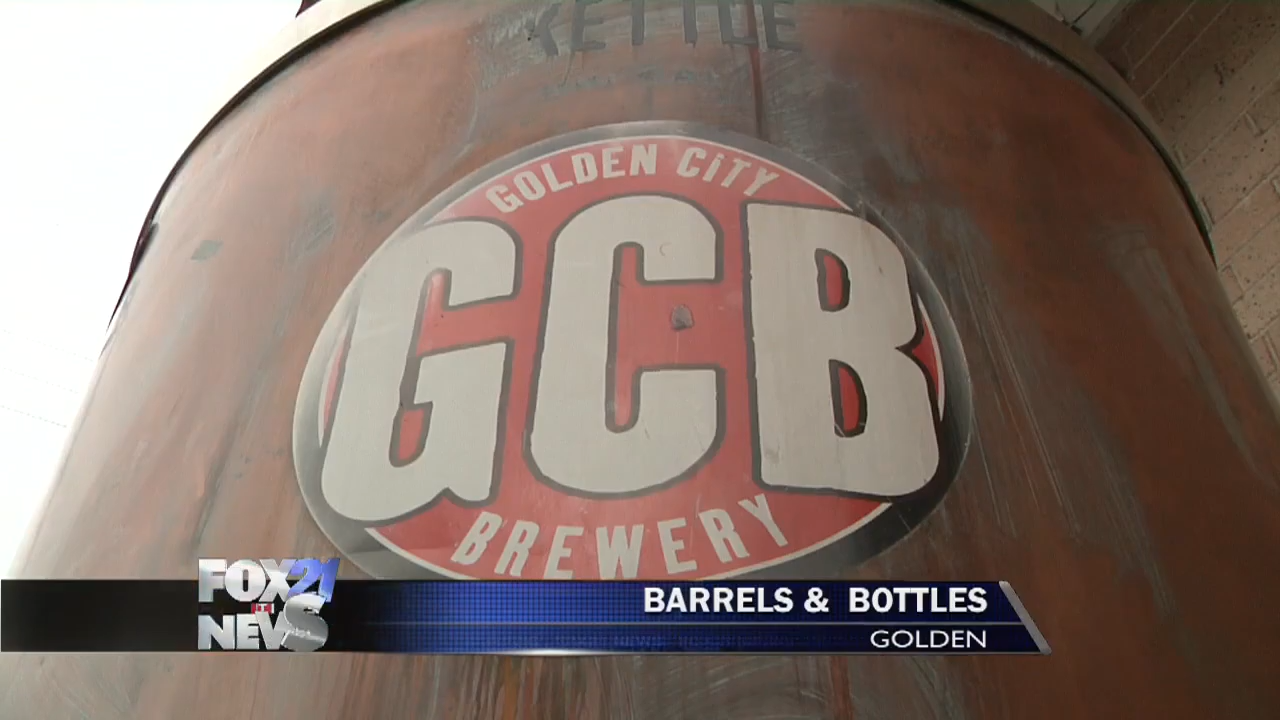 KETTLE
GOLDEN CiTY
GCB
BREWERY
FOX21
NEWS
BARRELS & BOTTLES
GOLDEN